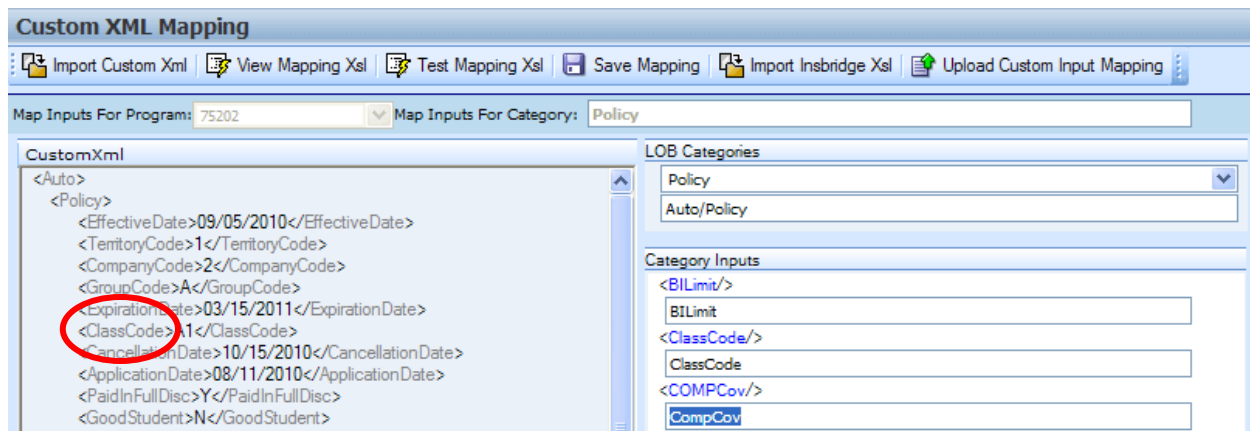 Custom XML Mapping
Import Custom Xml View Mapping Xsl Test Mapping Xsl Save Mapping Import Insbridge Xsl Upload Custom Input Mapping
Map Inputs For Program: 75202 Map Inputs For Category: Policy
CustomXml
<Auto>
<Policy>
<EffectiveDate>09/05/2010</EffectiveDate>
<TerritoryCode>1</TerritoryCode>
<CompanyCode>2</CompanyCode>
<GroupCode>A</GroupCode>
<ExpirationDate>03/15/2011</ExpirationDate>
<ClassCode>A1</ClassCode>
<CancellationDate>10/15/2010</CancellationDate>
<ApplicationDate>08/11/2010</ApplicationDate>
<PaidInFullDisc>Y</PaidInFullDisc>
<GoodStudent>N</GoodStudent>
LOB Categories
Policy
Auto/Policy
Category Inputs
<BILimit/>
BILimit
<ClassCode/>
ClassCode
<COMPCov/>
CompCov